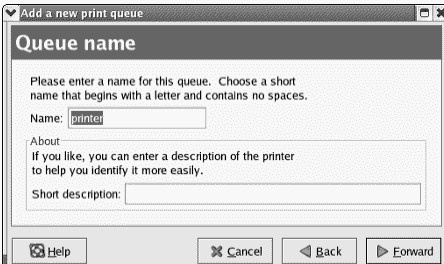 Add a new print queue
Queue name
Please enter a name for this queue. Choose a short
name that begins with a letter and contains no spaces.
Name: printer
About
If you like, you can enter a description of the printer
to help you identify it more easily.
Short description:
Help Cancel Back Forward